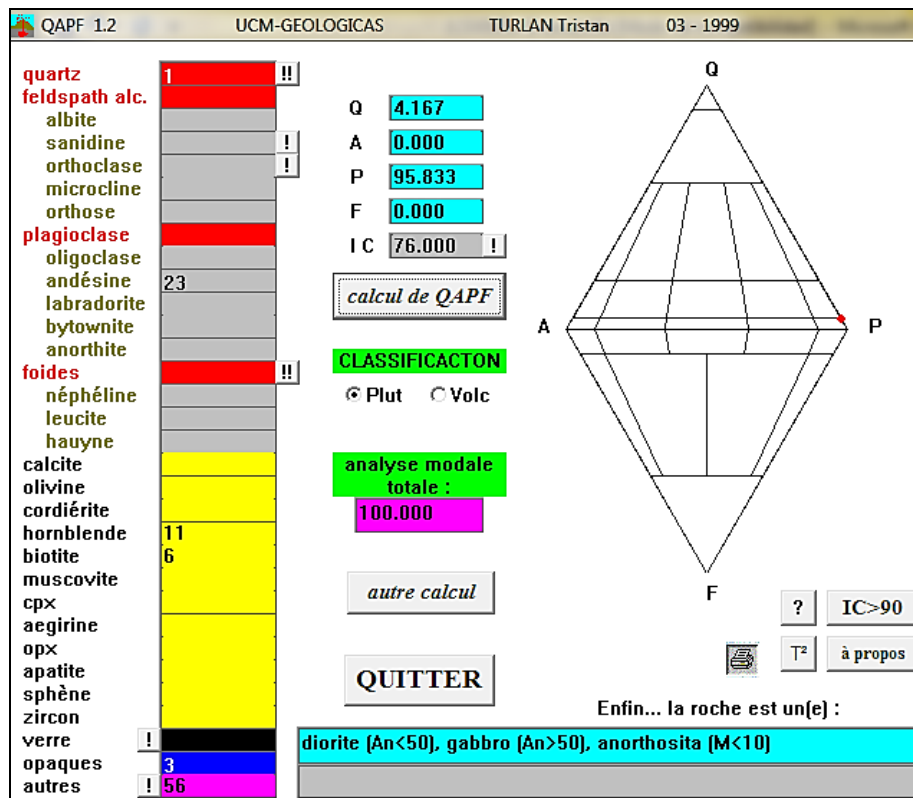 QAPF 1.2 UCM-GEOLOGICAS TURLAN Tristan 03 - 1999
quartz 1 !!
feldspath alc.
albite
sanidine !
orthoclase !
microcline
orthose
plagioclase
oligoclase
andésine 23
labradorite
bytownite
anorthite
foides !!
néphéline
leucite
hauyne
calcite
olivine
cordiérite
hornblende 11
biotite 6
muscovite
cpx
aegirine
opx
apatite
sphène
zircon
verre !
opaques 3
autres ! 56
Q 4.167
A 0.000
P 95.833
F 0.000
I C 76.000 !
calcul de QAPF
CLASSIFICACTON
Plut Volc
analyse modale
totale :
100.000
autre calcul
QUITTER
Q
A P
F
? IC>90
T² à propos
Enfin... la roche est un(e) :
diorite (An<50), gabbro (An>50), anorthosita (M<10)